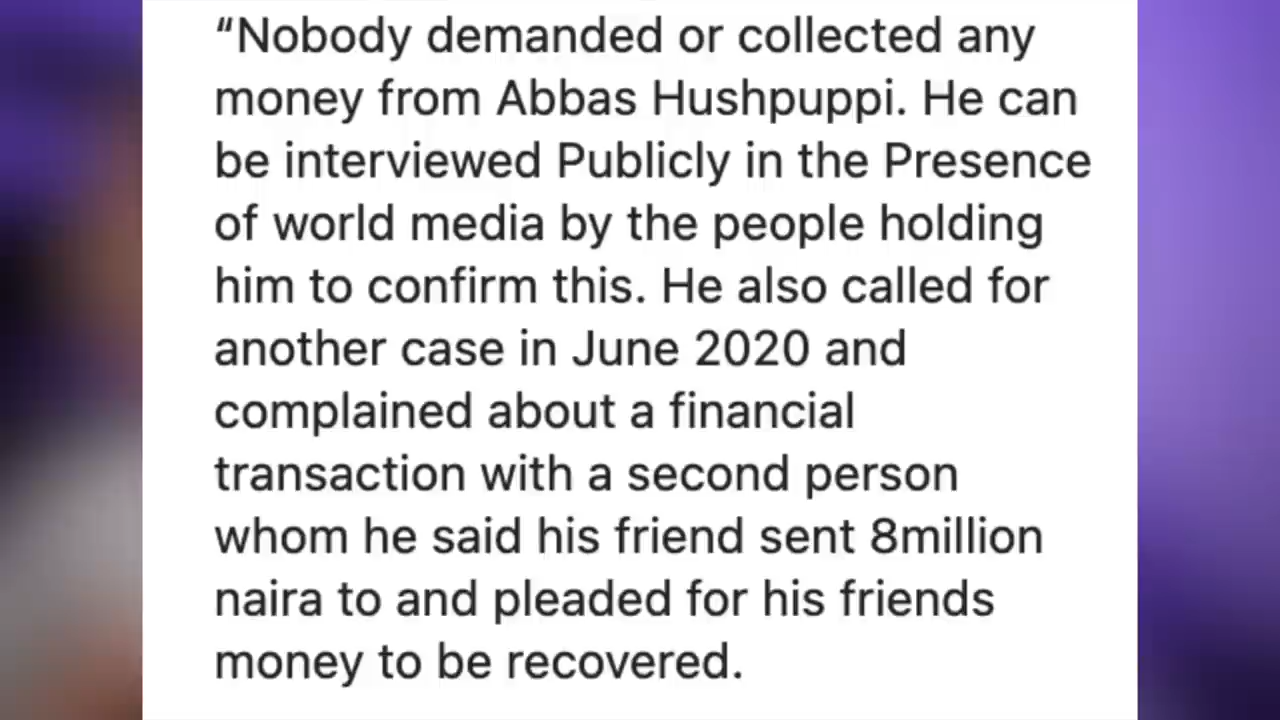 “Nobody demanded or collected any
money from Abbas Hushpuppi. He can
be interviewed Publicly in the Presence
of world media by the people holding
him to confirm this. He also called for
another case in June 2020 and
complained about a financial
transaction with a second person
whom he said his friend sent 8million
naira to and pleaded for his friends
money to be recovered.